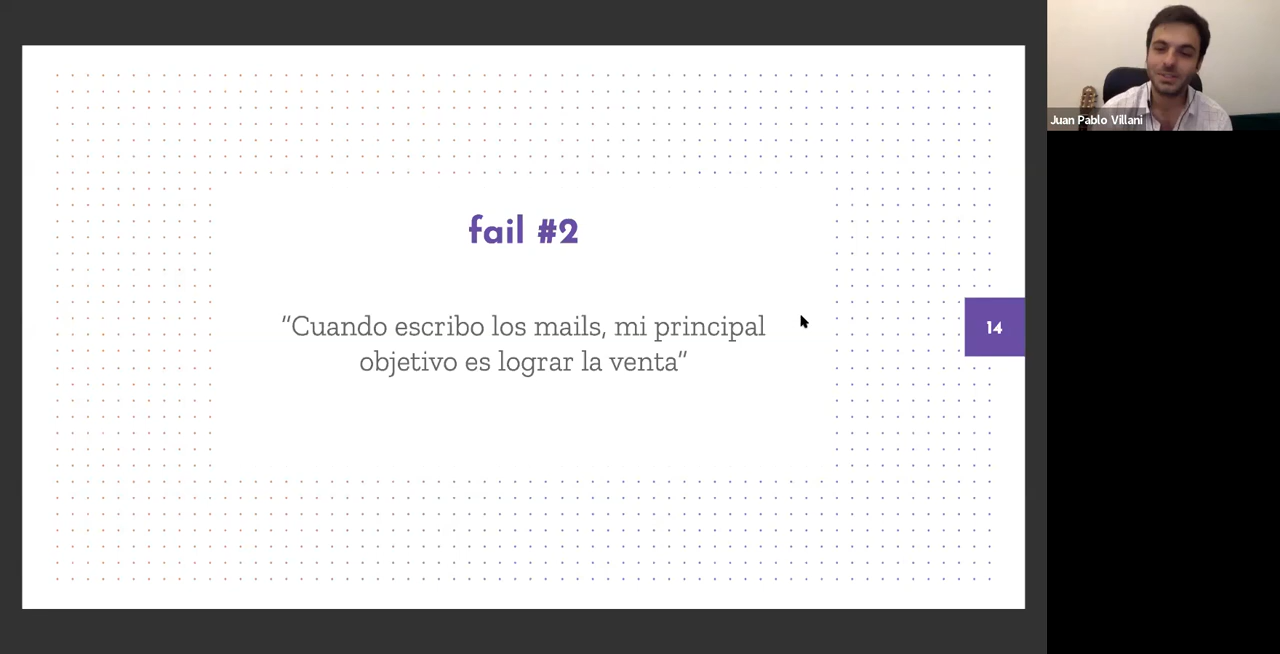 fail #2
“Cuando escribo los mails, mi principal
objetivo es lograr la venta”
14
Juan Pablo Villani